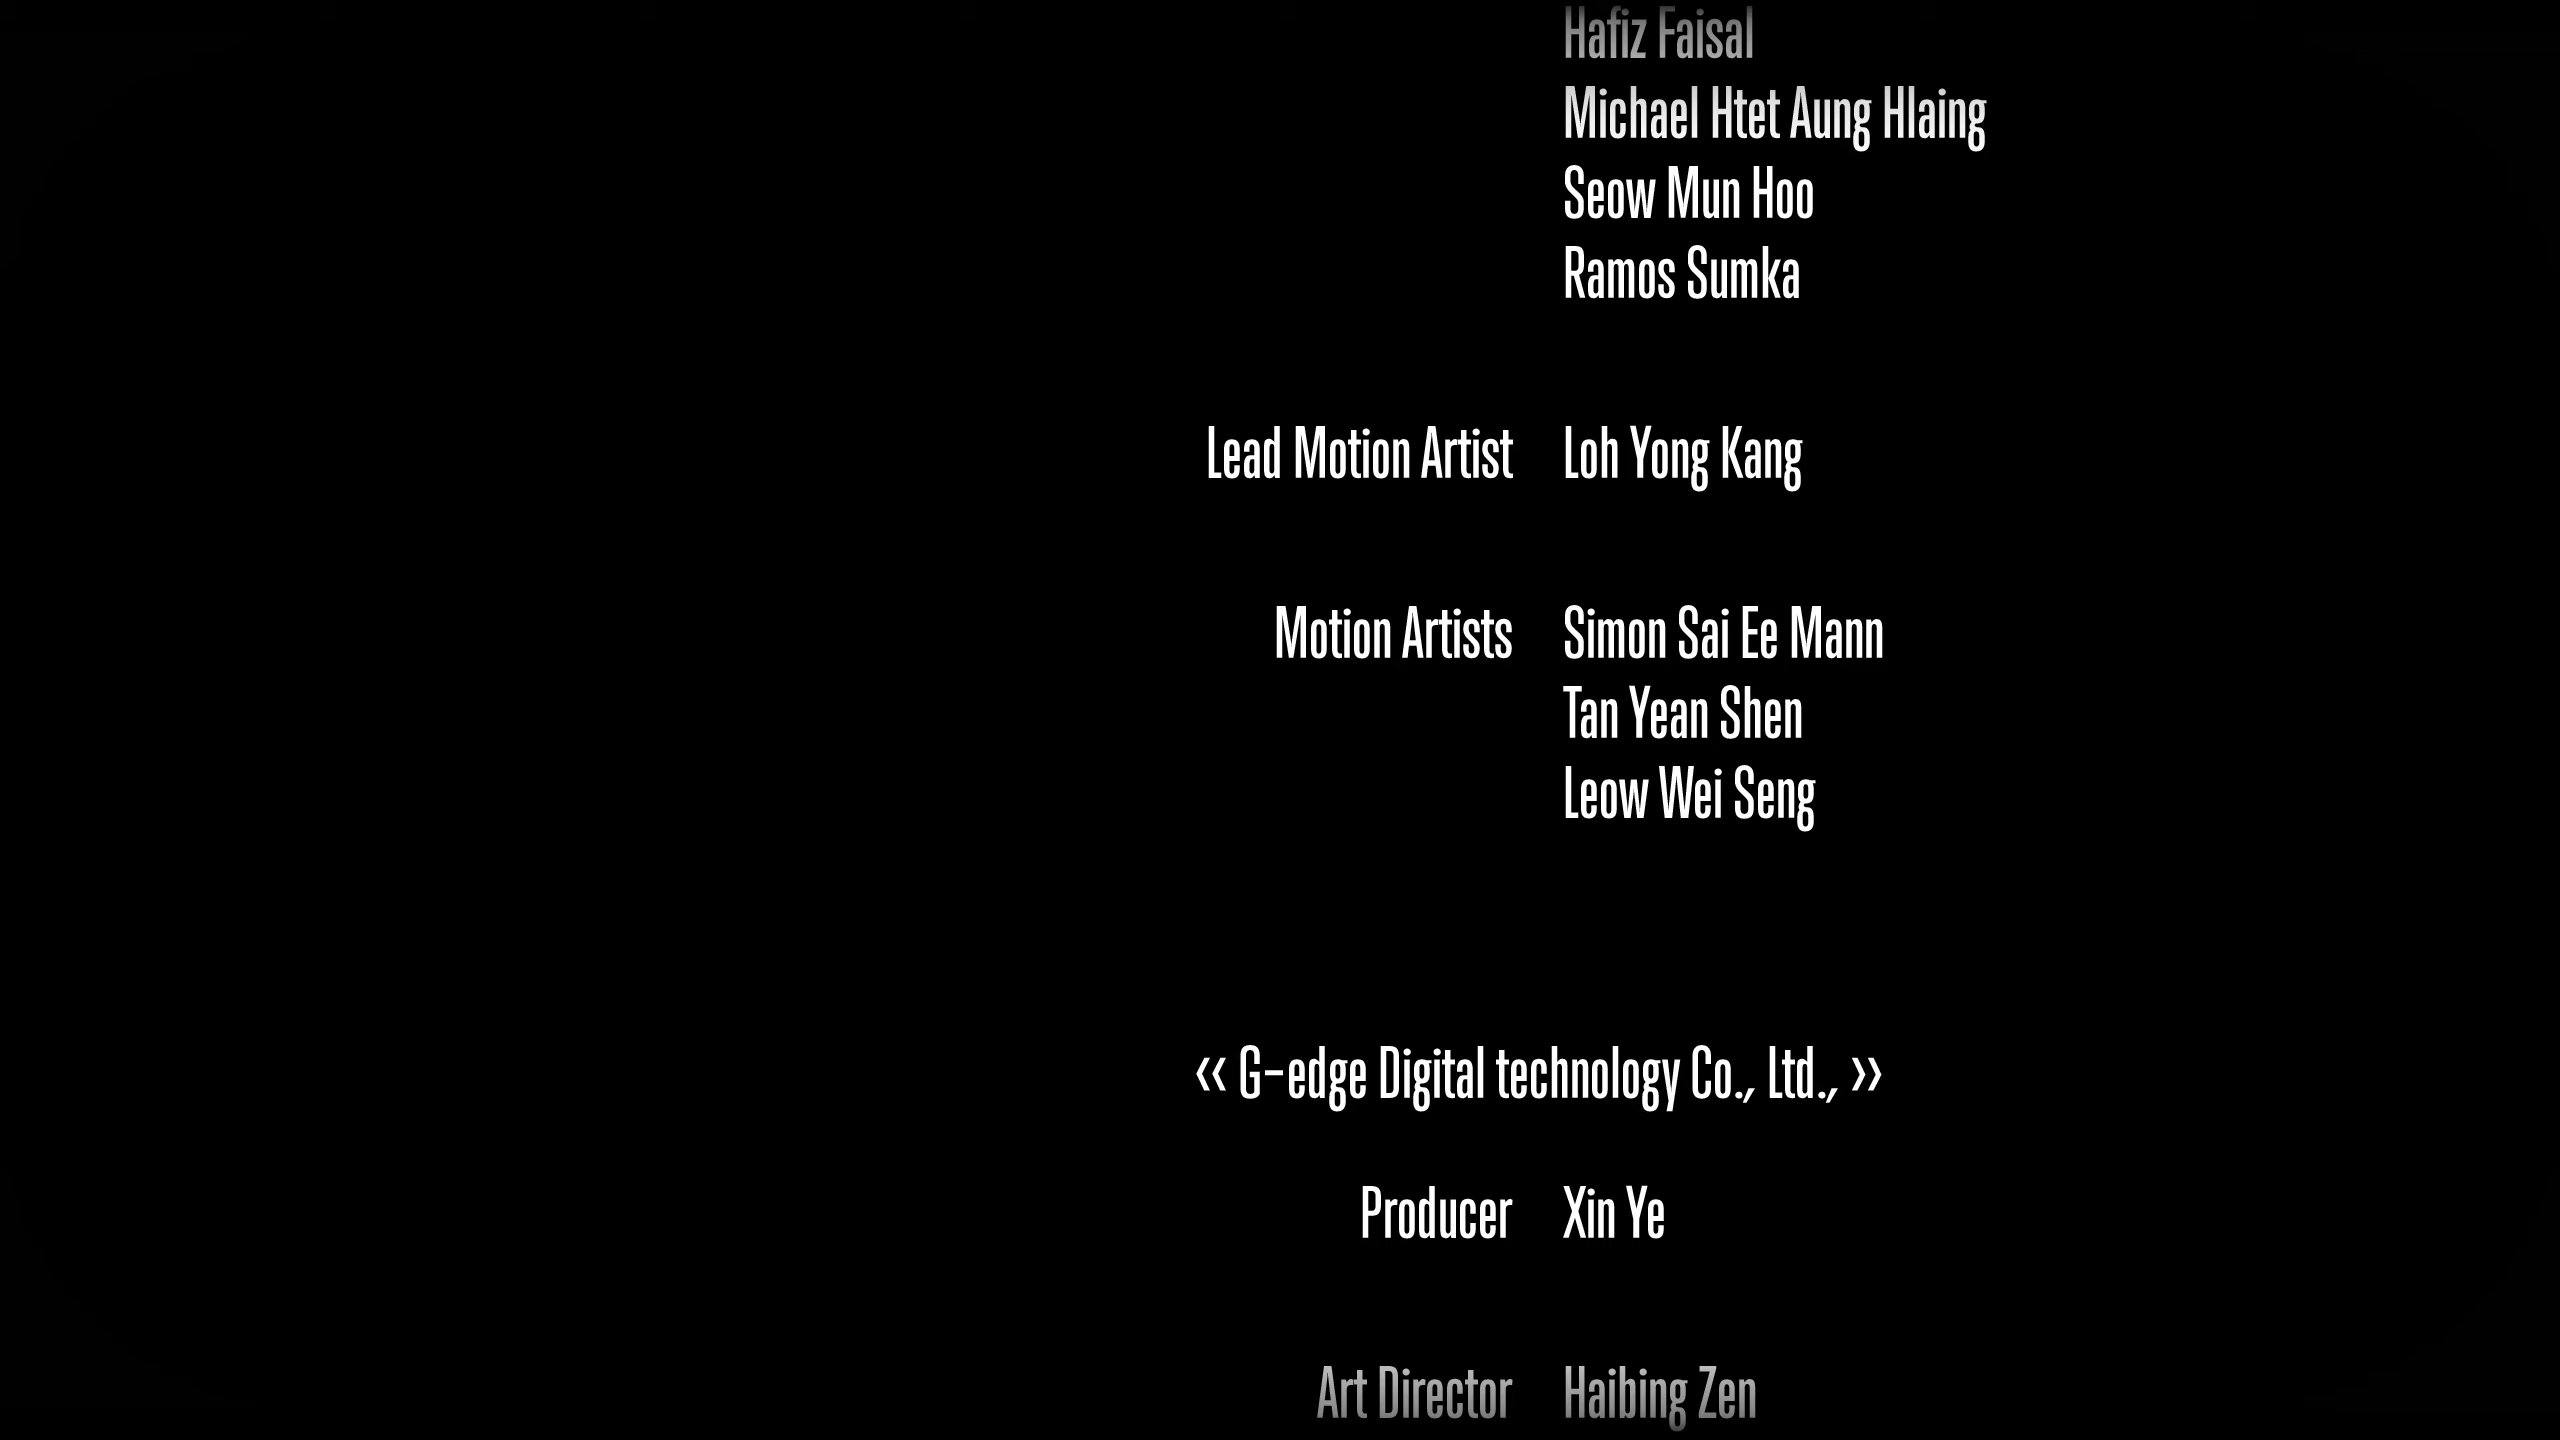 Hafiz Faisal
Michael Htet Aung Hlaing
Seow Mun Hoo
Ramos Sumka
Lead Motion Artist Loh Yong Kang
Motion Artists Simon Sai Ee Mann
Tan Yean Shen
Leow Wei Seng
« G-edge Digital technology Co., Ltd., »
Producer Xin Ye
Art Director Haibing Zen